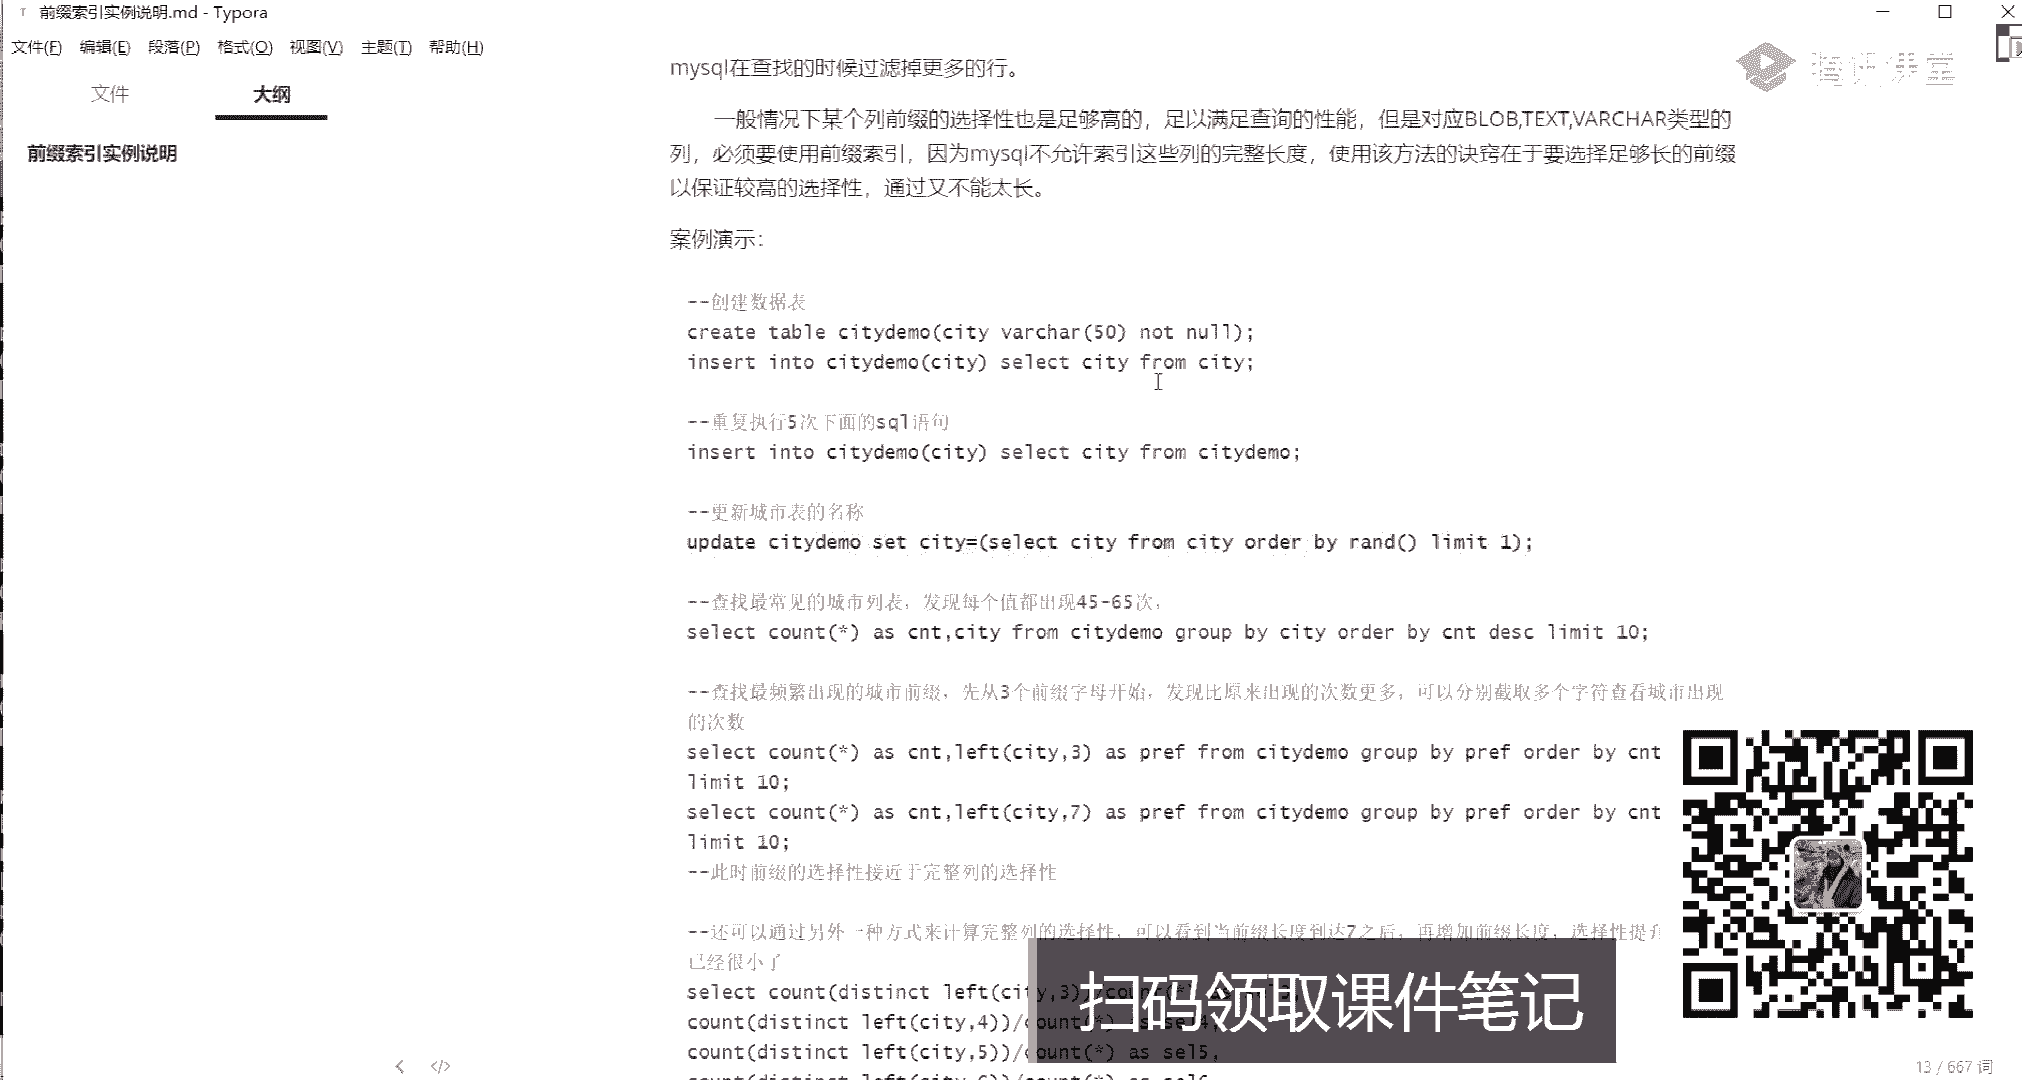 前缀索引实例说明.md - Typora
文件(F) 编辑(E) 段落(P) 格式(O) 视图(V) 主题(T) 帮助(H)
文件 大纲
前缀索引实例说明
腾讯课堂
mysql在查找的时候过滤掉更多的行。
一般情况下某个列前缀的选择性也是足够高的，足以满足查询的性能，但是对应BLOB,TEXT,VARCHAR类型的
列，必须要使用前缀索引，因为mysql不允许索引这些列的完整长度，使用该方法的诀窍在于要选择足够长的前缀
以保证较高的选择性，通过又不能太长。
案例演示：
--创建数据表
create table citydemo(city varchar(50) not null);
insert into citydemo(city) select city from city;
--重复执行5次下面的sql语句
insert into citydemo(city) select city from citydemo;
--更新城市表的名称
update citydemo set city=(select city from city order by rand() limit 1);
--查找最常见的城市列表，发现每个值都出现45-65次，
select count(*) as cnt,city from citydemo group by city order by cnt desc limit 10;
--查找最频繁出现的城市前缀，先从3个前缀字母开始，发现比原来出现的次数更多，可以分别截取多个字符查看城市出现
的次数
select count(*) as cnt,left(city,3) as pref from citydemo group by pref order by cnt
limit 10;
select count(*) as cnt,left(city,7) as pref from citydemo group by pref order by cnt
limit 10;
--此时前缀的选择性接近于完整列的选择性
--还可以通过另外一种方式来计算完整列的选择性，可以看到当前缀长度到达7之后，再增加前缀长度，选择性提升
已经很小了
select count(distinct left(city,3))/count(*) as sel3,
count(distinct left(city,4))/count(*) as sel4,
count(distinct left(city,5))/count(*) as sel5,
count(distinct left(city,6))/count(*) as sel6
扫码领取课件笔记
13 / 667 词